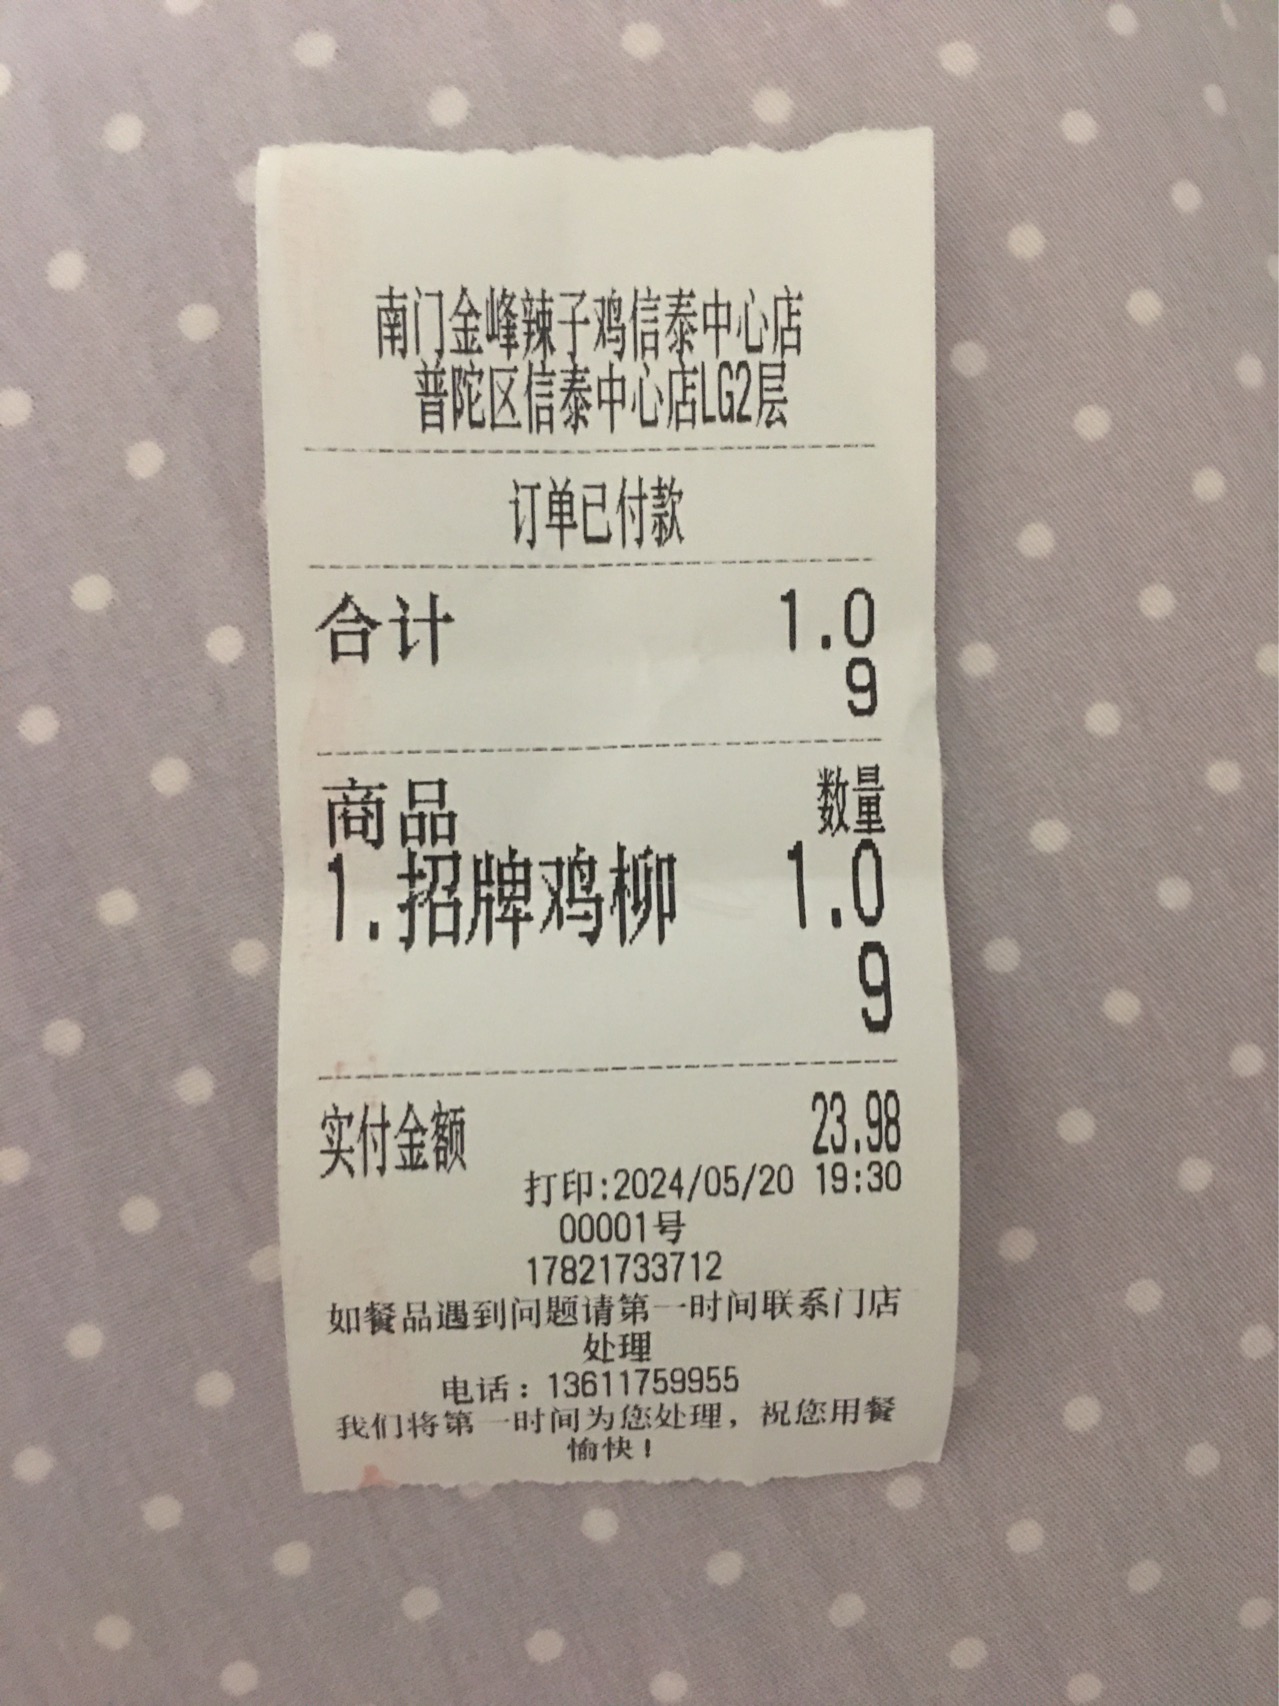 南门金峰辣子鸡信泰中心店
普陀区信泰中心店LG2层
订单已付款
合计 1.0
9
商品 数量
1.招牌鸡柳 1.0
9
实付金额 23.98
打印:2024/05/20 19:30
00001号
17821733712
如餐品遇到问题请第一时间联系门店
处理
电话：13611759955
我们将第一时间为您处理，祝您用餐
愉快！